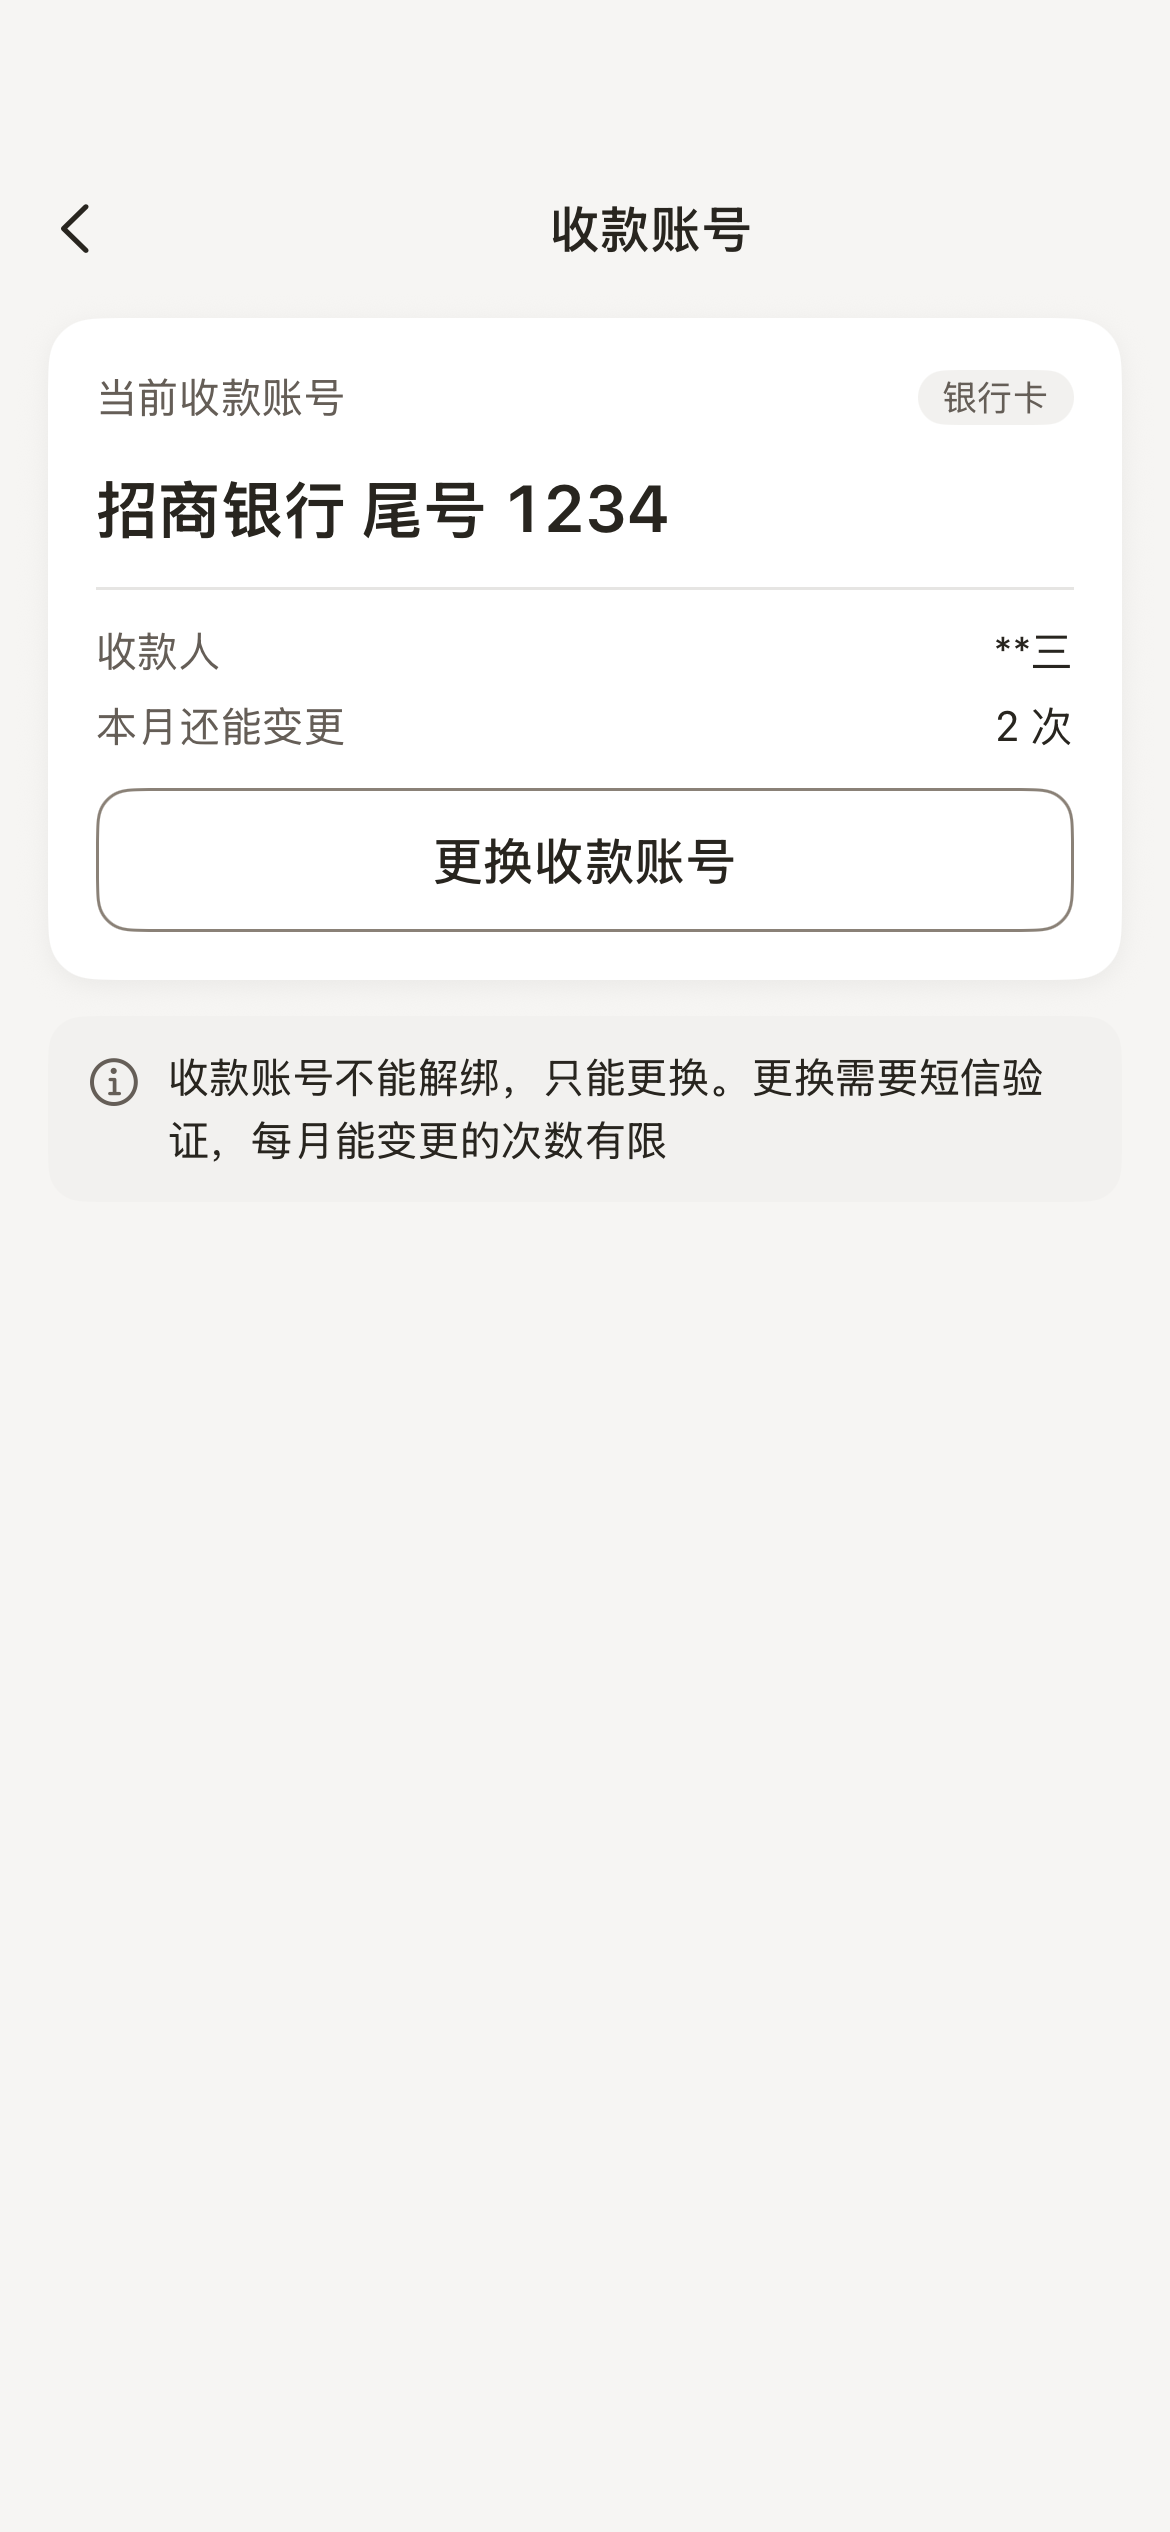 收款账号
当前收款账号
银行卡
招商银行 尾号 1234
收款人
**三
本月还能变更
2 次
更换收款账号
收款账号不能解绑，只能更换。更换需要短信验
证，每月能变更的次数有限